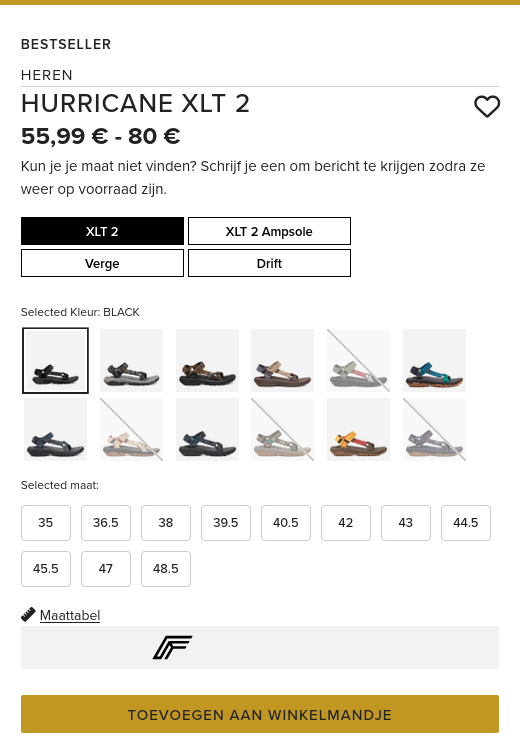 BESTSELLER
HEREN
HURRICANE XLT 2
55,99 € - 80 €
Kun je je maat niet vinden? Schrijf je een om bericht te krijgen zodra ze
weer op voorraad zijn.
XLT 2
XLT 2 Ampsole
Verge
Drift
Selected Kleur: BLACK
Selected maat:
35 36.5 38 39.5 40.5 42 43 44.5
45.5 47 48.5
Maattabel
TOEVOEGEN AAN WINKELMANDJE